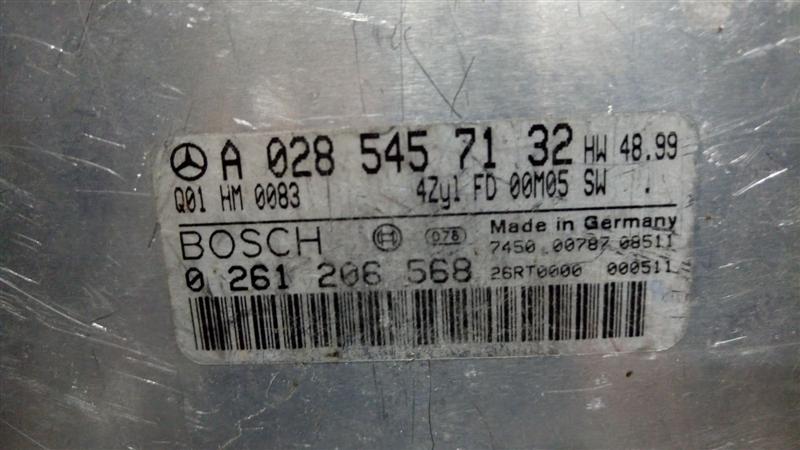 A 028 545 71 32 HW 48.99
Q01 HM 0083 4Zyl FD 00M05 SW .
BOSCH 076 Made in Germany
7450 00787 08511
0 261 206 568 26RT0000 000511